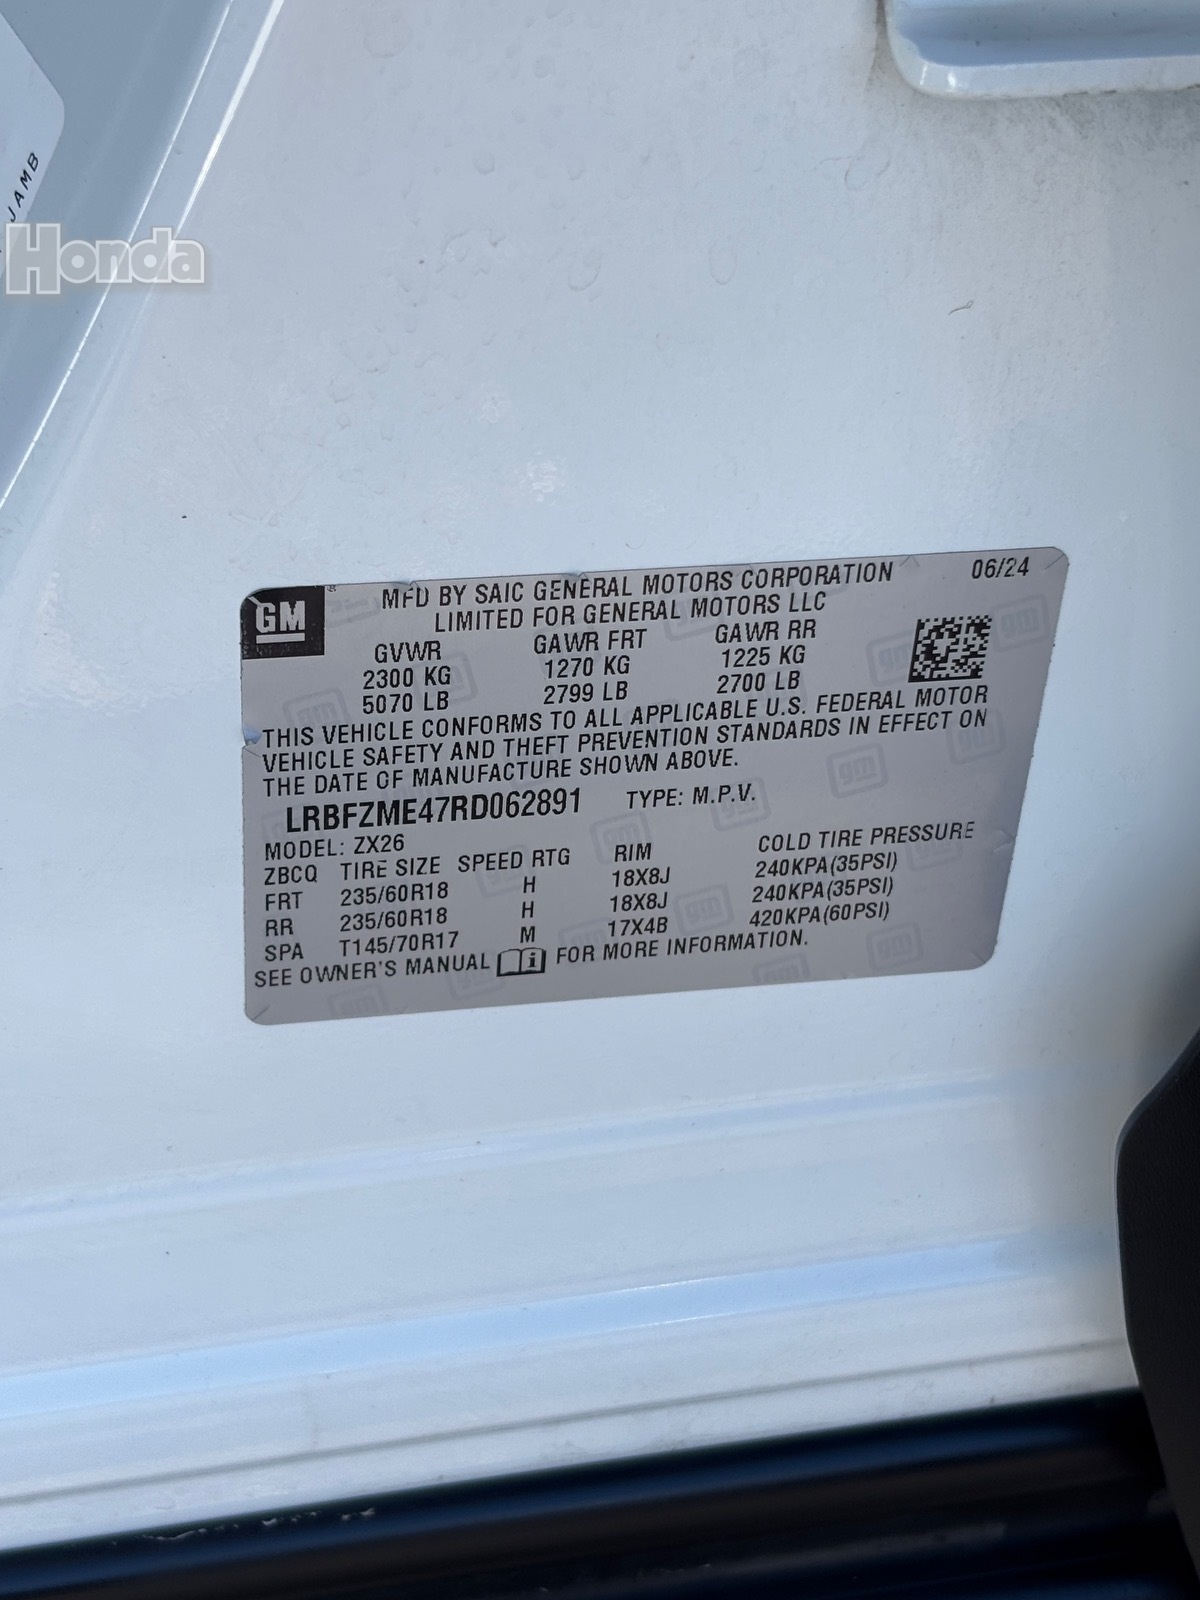 JAMB
Honda
GM
MFD BY SAIC GENERAL MOTORS CORPORATION 06/24
LIMITED FOR GENERAL MOTORS LLC
GVWR GAWR FRT GAWR RR
2300 KG 1270 KG 1225 KG
5070 LB 2799 LB 2700 LB
THIS VEHICLE CONFORMS TO ALL APPLICABLE U.S. FEDERAL MOTOR
VEHICLE SAFETY AND THEFT PREVENTION STANDARDS IN EFFECT ON
THE DATE OF MANUFACTURE SHOWN ABOVE.
LRBFZME47RD062891 TYPE: M.P.V.
MODEL: ZX26
ZBCQ TIRE SIZE SPEED RTG RIM COLD TIRE PRESSURE
FRT 235/60R18 H 18X8J 240KPA(35PSI)
RR 235/60R18 H 18X8J 240KPA(35PSI)
SPA T145/70R17 M 17X4B 420KPA(60PSI)
SEE OWNER'S MANUAL i FOR MORE INFORMATION.